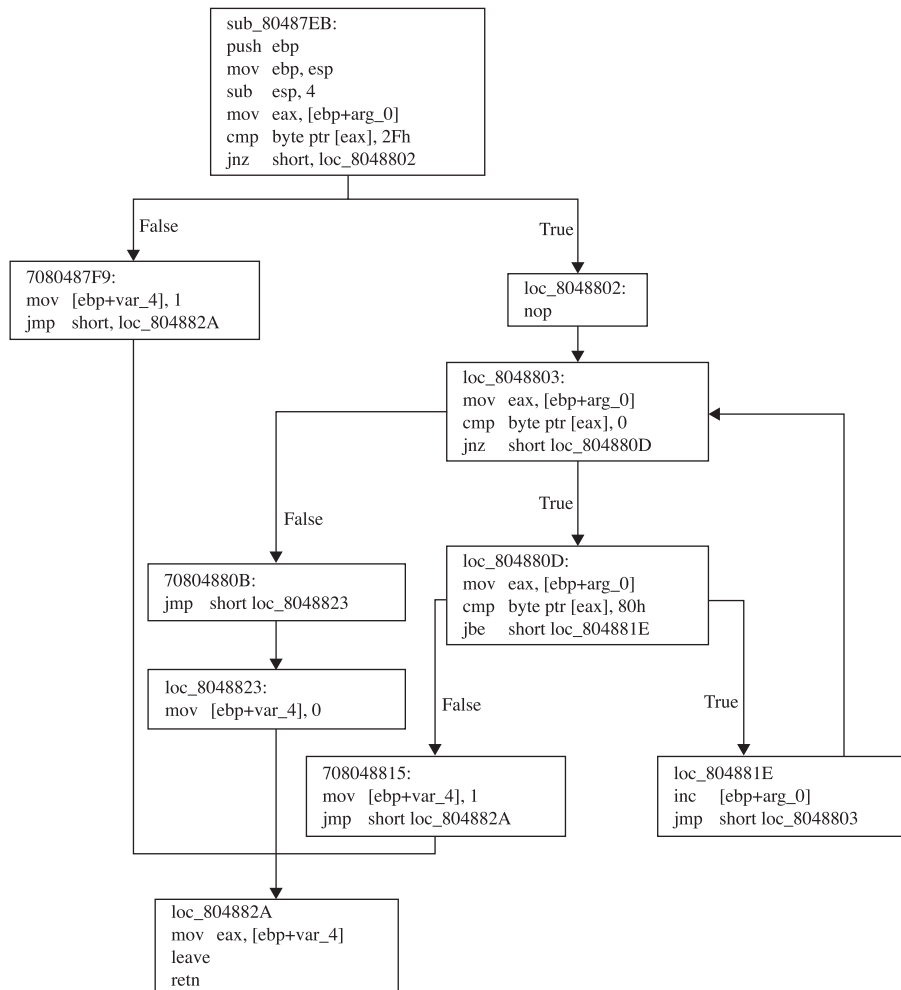 sub_80487EB:
push ebp
mov ebp, esp
sub esp, 4
mov eax, [ebp+arg_0]
cmp byte ptr [eax], 2Fh
jnz short, loc_8048802
False
True
7080487F9:
mov [ebp+var_4], 1
jmp short, loc_804882A
loc_8048802:
nop
loc_8048803:
mov eax, [ebp+arg_0]
cmp byte ptr [eax], 0
jnz short loc_804880D
False
True
70804880B:
jmp short loc_8048823
loc_804880D:
mov eax, [ebp+arg_0]
cmp byte ptr [eax], 80h
jbe short loc_804881E
loc_8048823:
mov [ebp+var_4], 0
False
True
708048815:
mov [ebp+var_4], 1
jmp short loc_804882A
loc_804881E
inc [ebp+arg_0]
jmp short loc_8048803
loc_804882A
mov eax, [ebp+var_4]
leave
retn